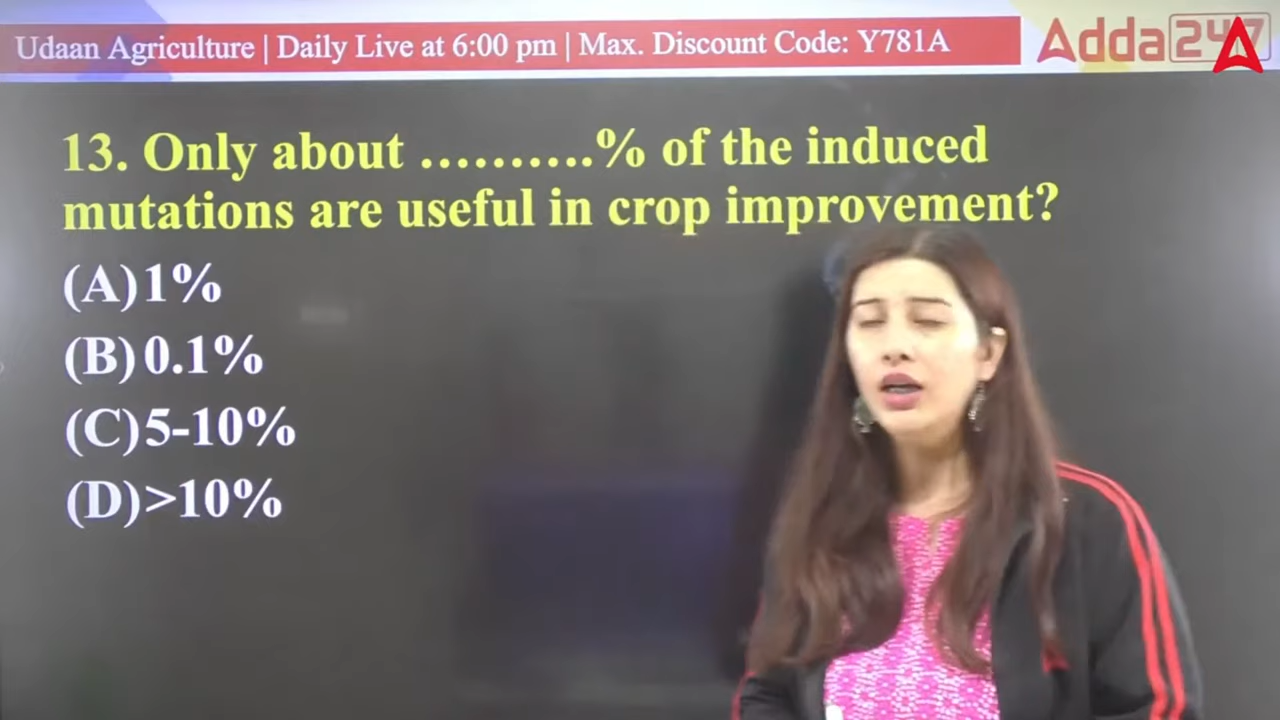 Udaan Agriculture | Daily Live at 6:00 pm | Max. Discount Code: Y781A
Adda247
13. Only about ..........% of the induced
mutations are useful in crop improvement?
(A) 1%
(B) 0.1%
(C) 5-10%
(D) >10%